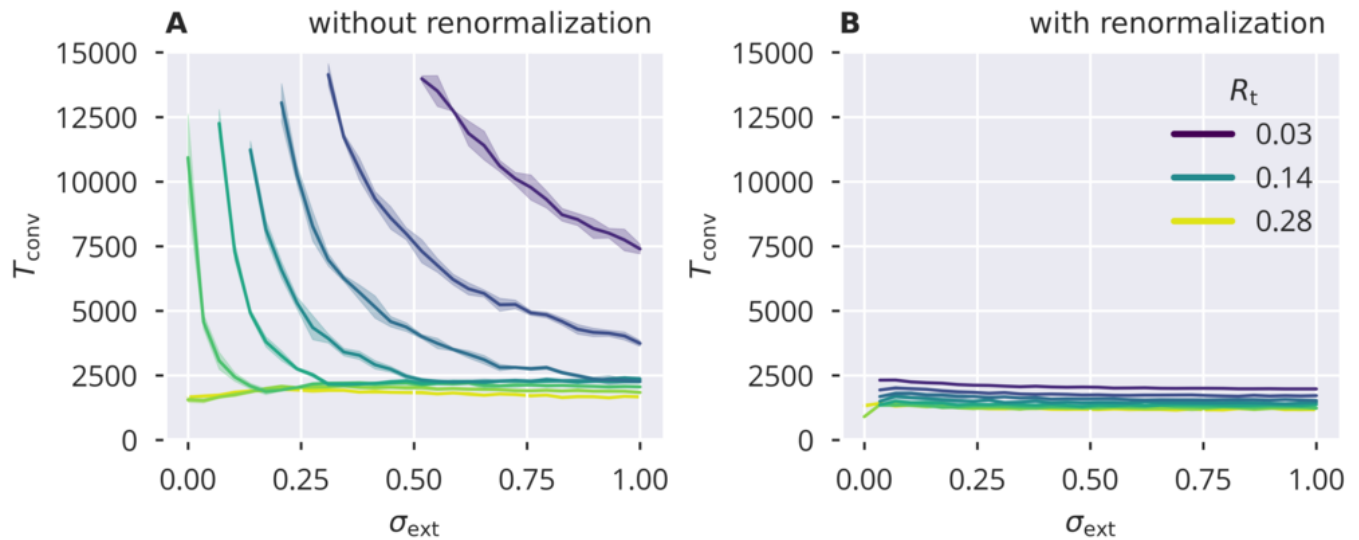 A without renormalization
15000
12500
10000
7500
5000
2500
0
T_conv
0.00 0.25 0.50 0.75 1.00
σ_ext
B with renormalization
15000
12500
10000
7500
5000
2500
0
T_conv
R_t
0.03
0.14
0.28
0.00 0.25 0.50 0.75 1.00
σ_ext